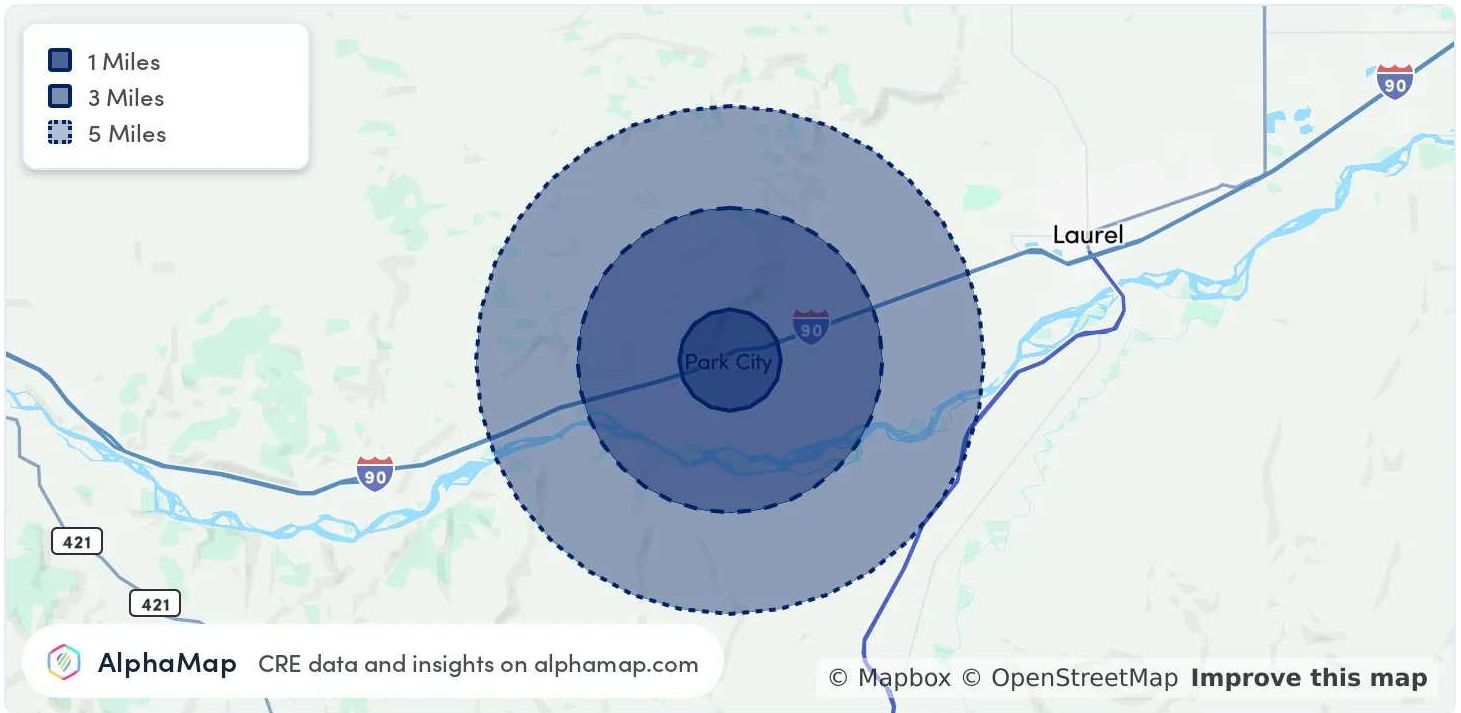 1 Miles
3 Miles
5 Miles
90
Laurel
90
Park City
90
421
421
AlphaMap CRE data and insights on alphamap.com
© Mapbox © OpenStreetMap Improve this map